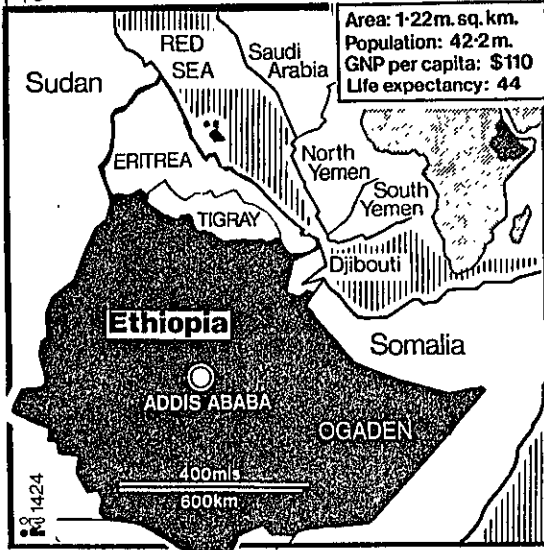 Area: 1·22m. sq. km.
Population: 42·2m.
GNP per capita: $110
Life expectancy: 44
RED
SEA
Saudi
Arabia
Sudan
North
Yemen
South
Yemen
ERITREA
TIGRAY
Djibouti
Ethiopia
Somalia
ADDIS ABABA
OGADEN
400mls
600km
1424